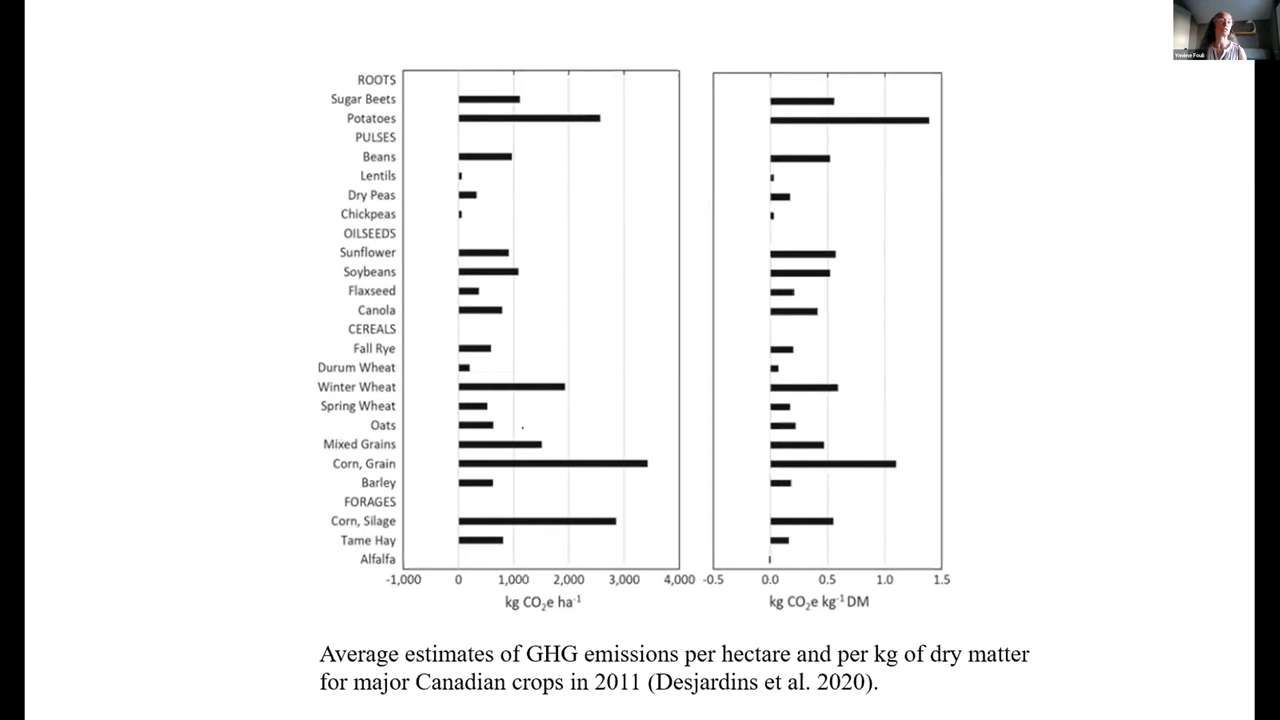 Ymène Fouli
ROOTS
Sugar Beets
Potatoes
PULSES
Beans
Lentils
Dry Peas
Chickpeas
OILSEEDS
Sunflower
Soybeans
Flaxseed
Canola
CEREALS
Fall Rye
Durum Wheat
Winter Wheat
Spring Wheat
Oats
Mixed Grains
Corn, Grain
Barley
FORAGES
Corn, Silage
Tame Hay
Alfalfa
-1,000 0 1,000 2,000 3,000 4,000 -0.5 0.0 0.5 1.0 1.5
kg CO₂e ha⁻¹ kg CO₂e kg⁻¹ DM
Average estimates of GHG emissions per hectare and per kg of dry matter
for major Canadian crops in 2011 (Desjardins et al. 2020).